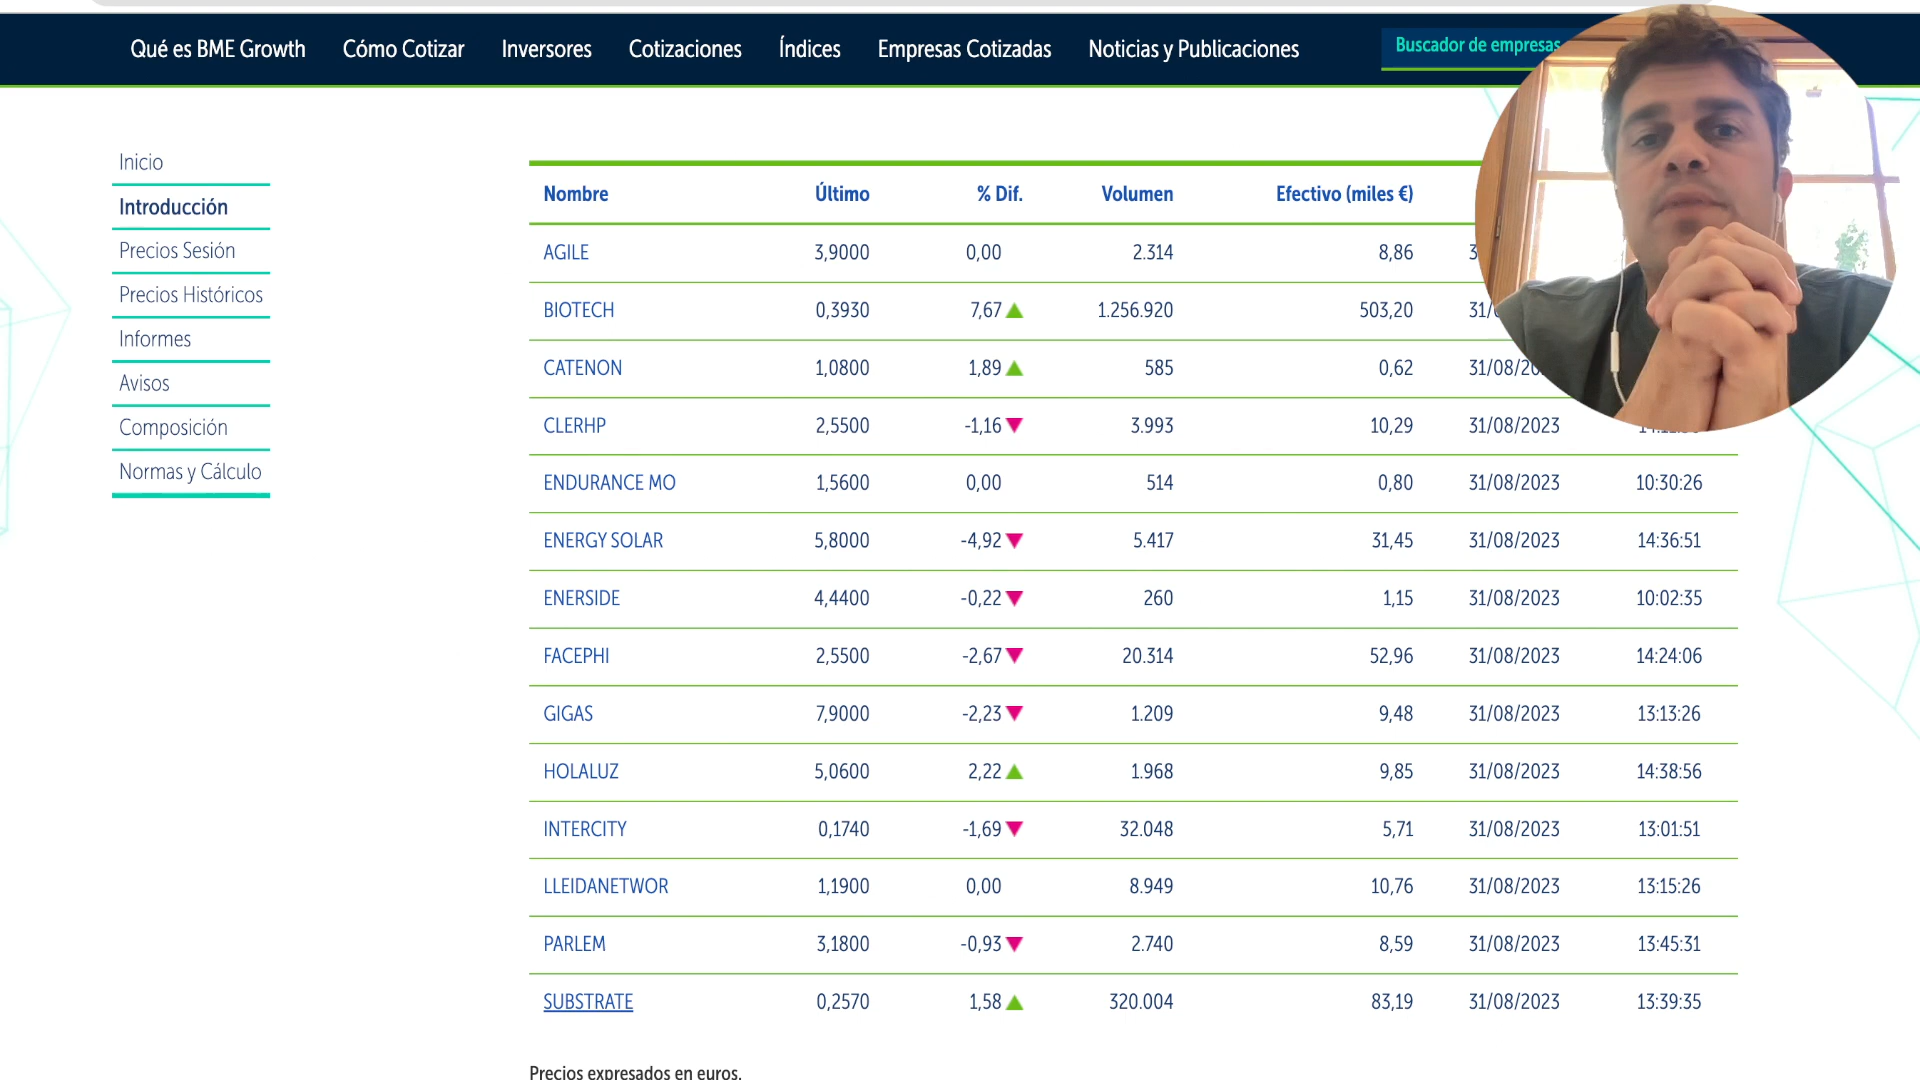 Qué es BME Growth Cómo Cotizar Inversores Cotizaciones Índices Empresas Cotizadas Noticias y Publicaciones Buscador de empresas
Inicio
Introducción
Precios Sesión
Precios Históricos
Informes
Avisos
Composición
Normas y Cálculo
Nombre Último % Dif. Volumen Efectivo (miles €)
AGILE 3,9000 0,00 2.314 8,86
BIOTECH 0,3930 7,67 1.256.920 503,20
CATENON 1,0800 1,89 585 0,62
CLERHP 2,5500 -1,16 3.993 10,29 31/08/2023
ENDURANCE MO 1,5600 0,00 514 0,80 31/08/2023 10:30:26
ENERGY SOLAR 5,8000 -4,92 5.417 31,45 31/08/2023 14:36:51
ENERSIDE 4,4400 -0,22 260 1,15 31/08/2023 10:02:35
FACEPHI 2,5500 -2,67 20.314 52,96 31/08/2023 14:24:06
GIGAS 7,9000 -2,23 1.209 9,48 31/08/2023 13:13:26
HOLALUZ 5,0600 2,22 1.968 9,85 31/08/2023 14:38:56
INTERCITY 0,1740 -1,69 32.048 5,71 31/08/2023 13:01:51
LLEIDANETWOR 1,1900 0,00 8.949 10,76 31/08/2023 13:15:26
PARLEM 3,1800 -0,93 2.740 8,59 31/08/2023 13:45:31
SUBSTRATE 0,2570 1,58 320.004 83,19 31/08/2023 13:39:35
Precios expresados en euros.